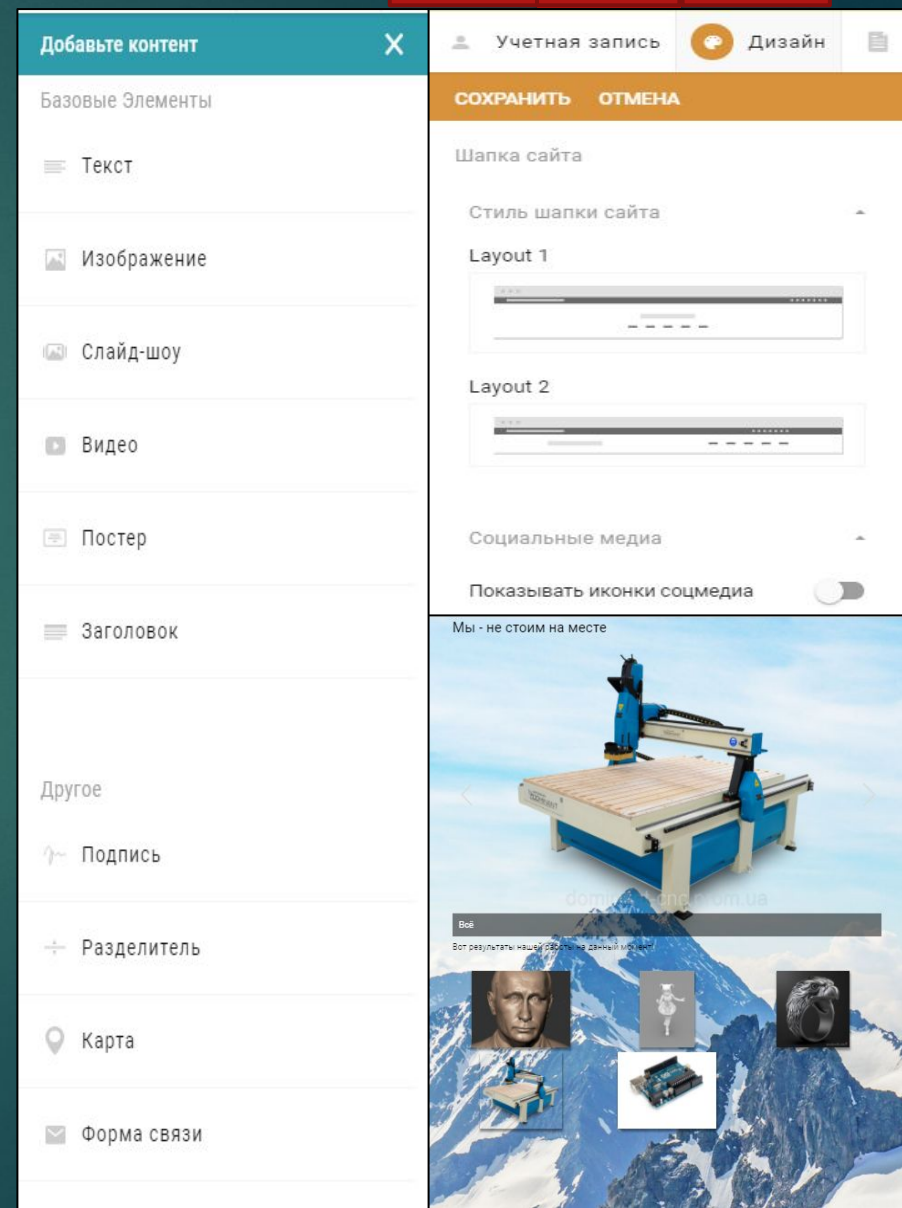 Добавьте контент
X
Базовые Элементы
Текст
Изображение
Слайд-шоу
Видео
Постер
Заголовок
Другое
Подпись
Разделитель
Карта
Форма связи
Учетная запись
Дизайн
СОХРАНИТЬ ОТМЕНА
Шапка сайта
Стиль шапки сайта
Layout 1
Layout 2
Социальные медиа
Показывать иконки соцмедиа
Мы - не стоим на месте
Всё
Вот результаты нашей работы на данный момент!